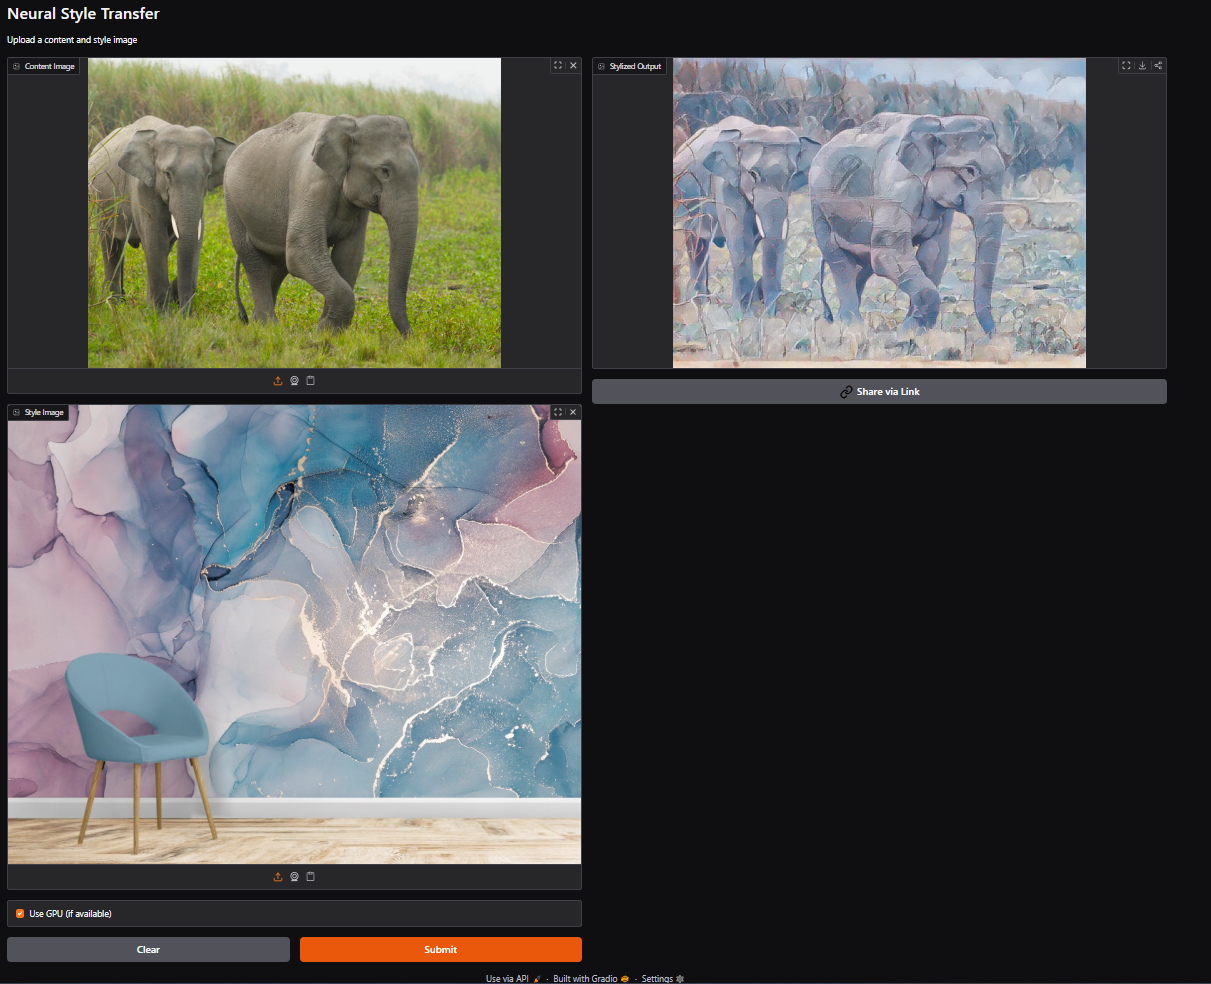 Neural Style Transfer
Upload a content and style image
Content Image
Stylized Output
Share via Link
Style Image
Use GPU (if available)
Clear
Submit
Use via API · Built with Gradio · Settings